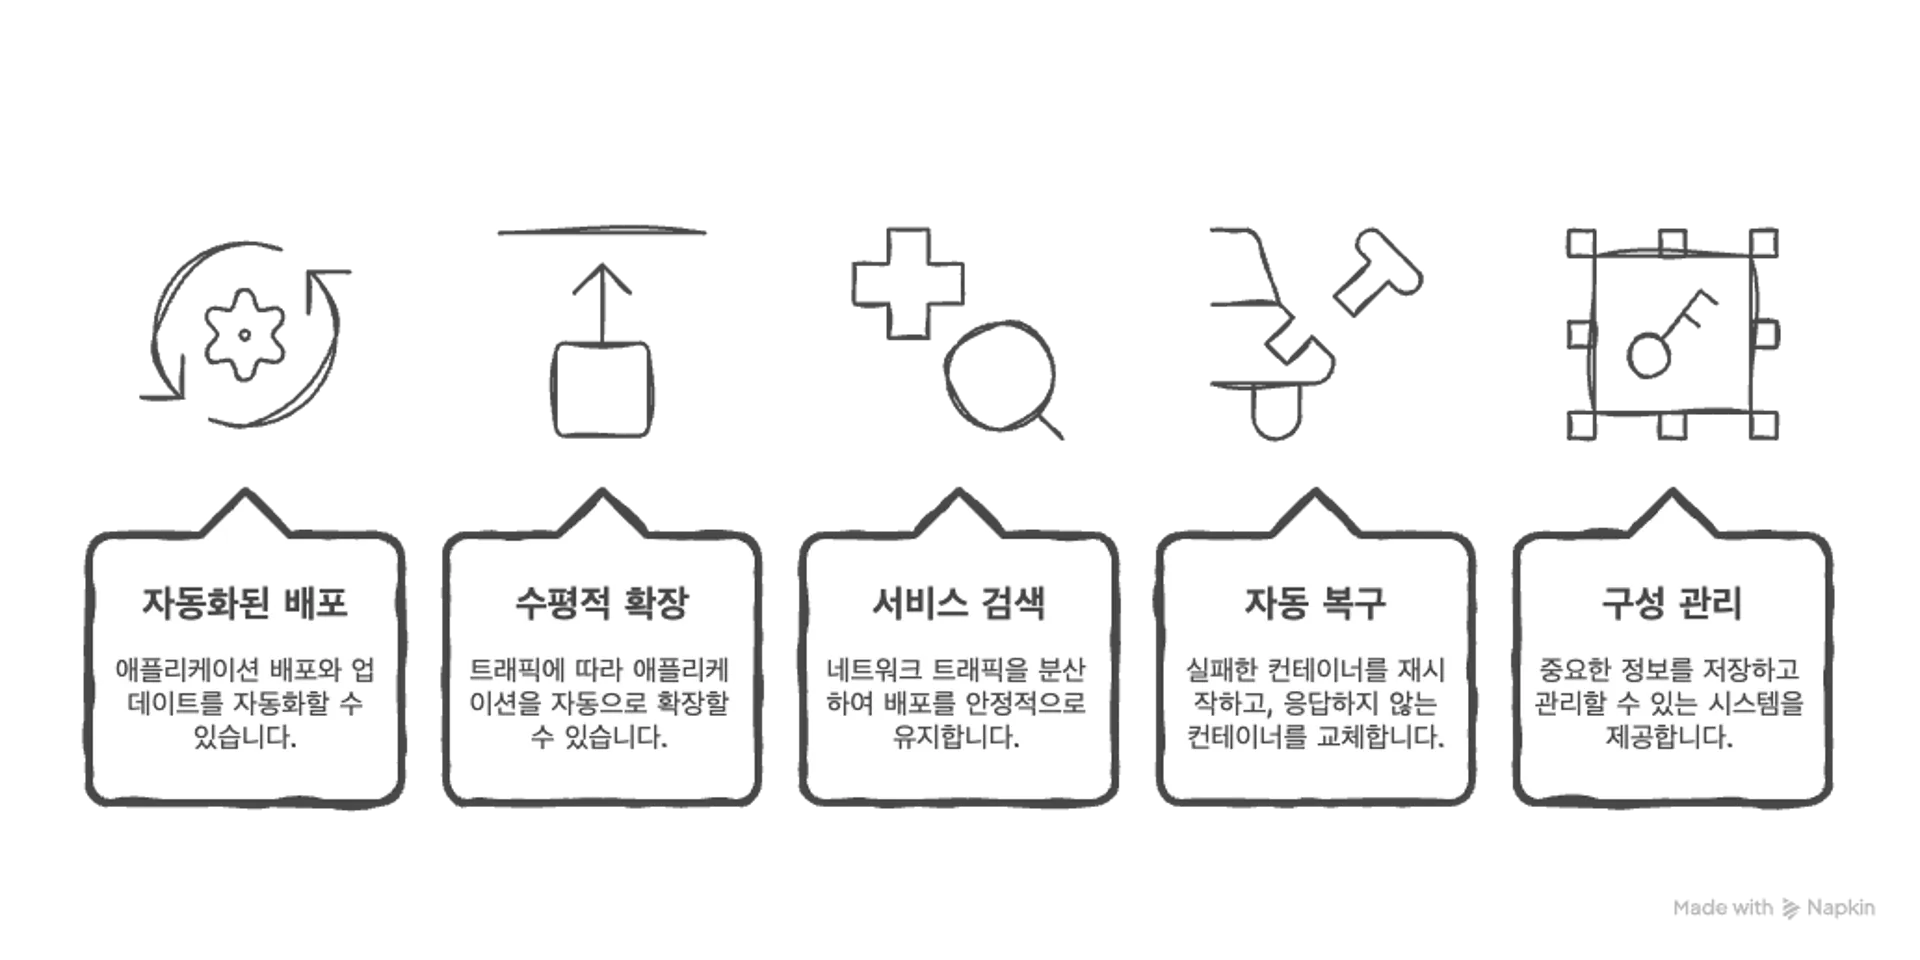 자동화된 배포
애플리케이션 배포와 업
데이트를 자동화할 수
있습니다.
수평적 확장
트래픽에 따라 애플리케
이션을 자동으로 확장할
수 있습니다.
서비스 검색
네트워크 트래픽을 분산
하여 배포를 안정적으로
유지합니다.
자동 복구
실패한 컨테이너를 재시
작하고, 응답하지 않는
컨테이너를 교체합니다.
구성 관리
중요한 정보를 저장하고
관리할 수 있는 시스템을
제공합니다.
Made with Napkin